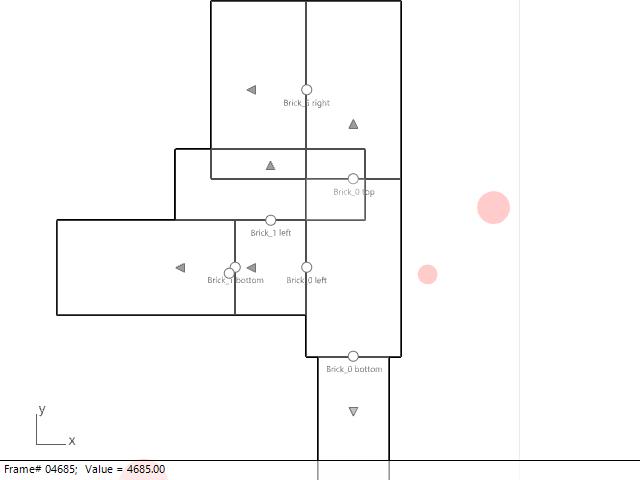 Brick_5 right
Brick_0 top
Brick_1 left
Brick_1 bottom
Brick_0 left
Brick_0 bottom
y
x
Frame# 04685; Value = 4685.00